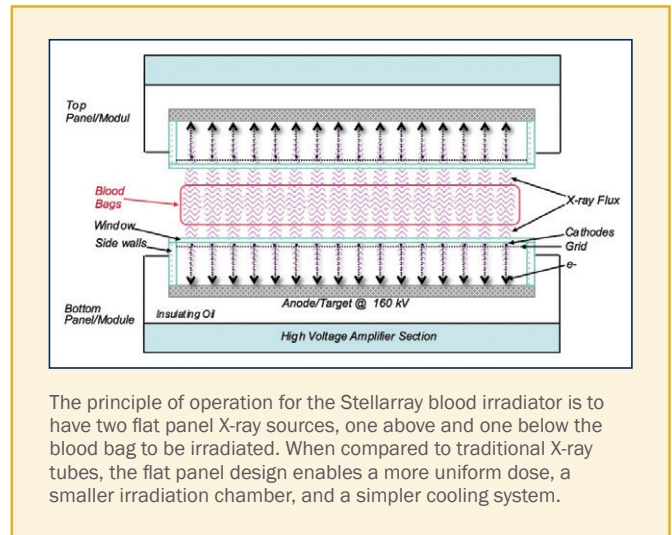 Top
Panel/Modul
Blood
Bags
X-ray Flux
Window
Cathodes
Side walls
Grid
e-
Anode/Target @ 160 kV
Bottom
Panel/Module
Insulating Oil
High Voltage Amplifier Section
The principle of operation for the Stellarray blood irradiator is to
have two flat panel X-ray sources, one above and one below the
blood bag to be irradiated. When compared to traditional X-ray
tubes, the flat panel design enables a more uniform dose, a
smaller irradiation chamber, and a simpler cooling system.